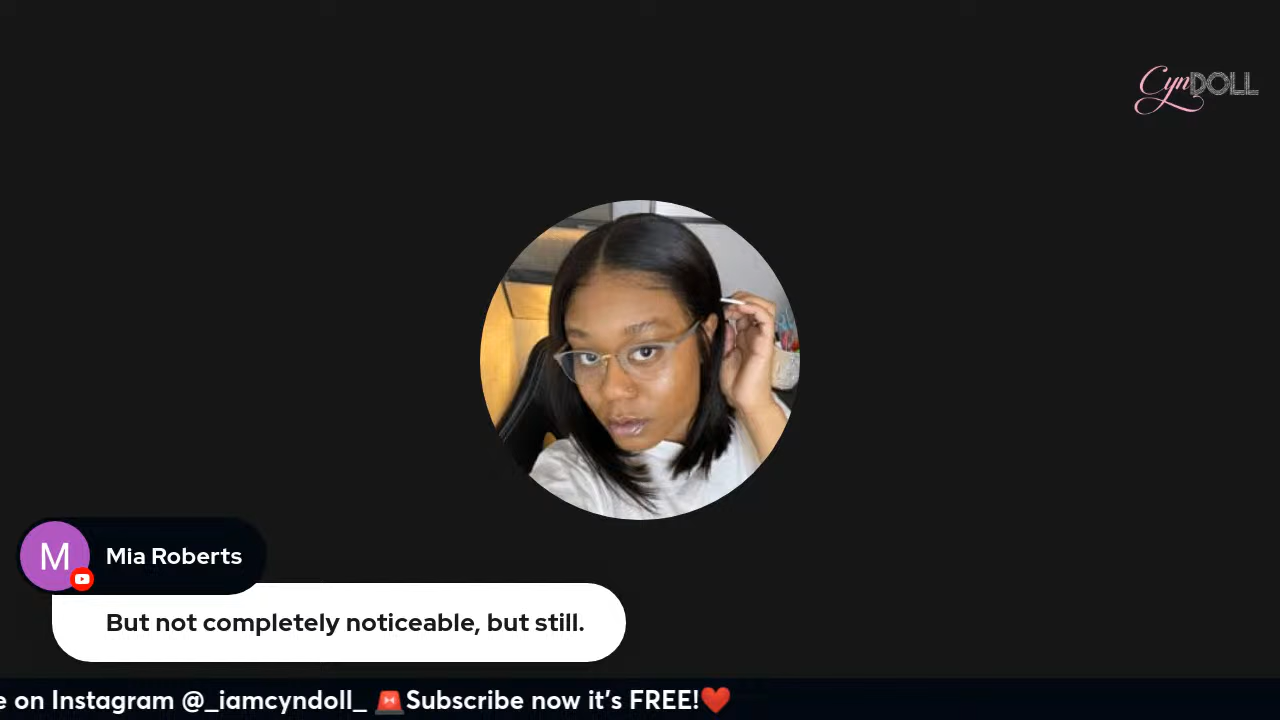 CynDOLL
M
Mia Roberts
But not completely noticeable, but still.
e on Instagram @_iamcyndoll_ 🚨Subscribe now it’s FREE!❤️